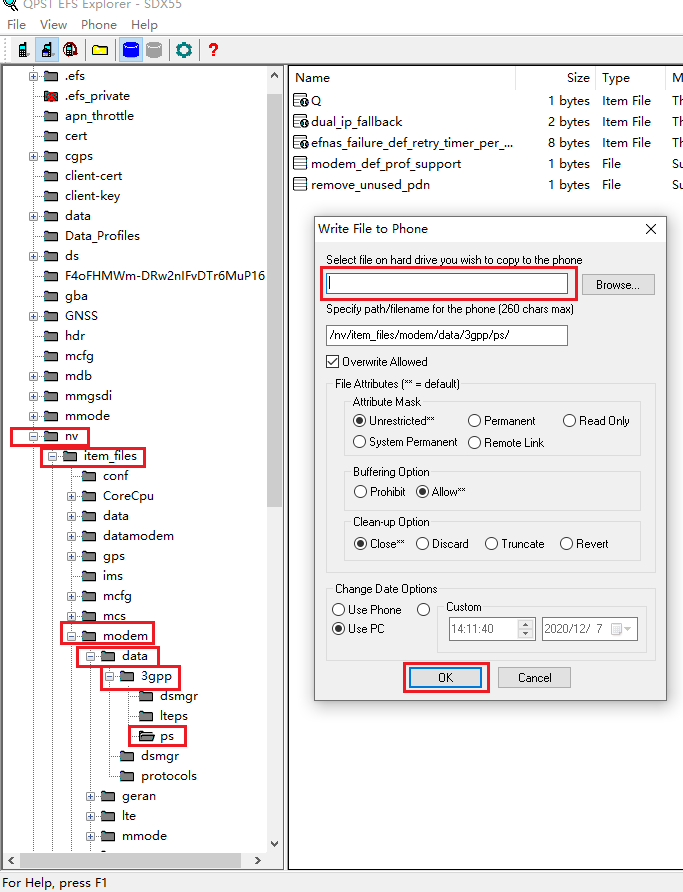 QPST EFS Explorer - SDX55
File View Phone Help
.efs
.efs_private
apn_throttle
cert
cgps
client-cert
client-key
data
Data_Profiles
ds
F4oFHMWm-DRw2nIFvDTr6MuP16
gba
GNSS
hdr
mcfg
mdb
mmgsdi
mmode
nv
item_files
conf
CoreCpu
data
datamodem
gps
ims
mcfg
mcs
modem
data
3gpp
dsmgr
lteps
ps
dsmgr
protocols
geran
lte
mmode
Name Size Type M
Q 1 bytes Item File Th
dual_ip_fallback 2 bytes Item File Th
efnas_failure_def_retry_timer_per_... 8 bytes Item File Th
modem_def_prof_support 1 bytes File Su
remove_unused_pdn 1 bytes File Su
Write File to Phone
Select file on hard drive you wish to copy to the phone
Browse...
Specify path/filename for the phone (260 chars max)
/nv/item_files/modem/data/3gpp/ps/
Overwrite Allowed
File Attributes (** = default)
Attribute Mask
Unrestricted** Permanent Read Only
System Permanent Remote Link
Buffering Option
Prohibit Allow**
Clean-up Option
Close** Discard Truncate Revert
Change Date Options
Use Phone Custom
Use PC 14:11:40 2020/12/ 7
OK Cancel
For Help, press F1